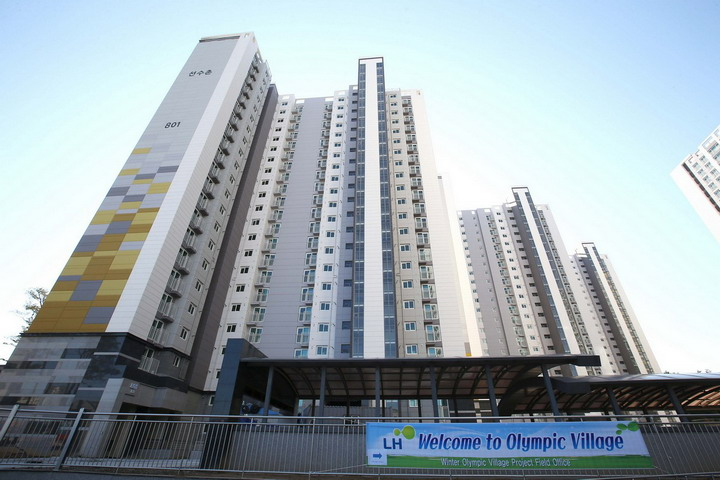 선수촌
801
LH Welcome to Olympic Village
Winter Olympic Village Project Field Office